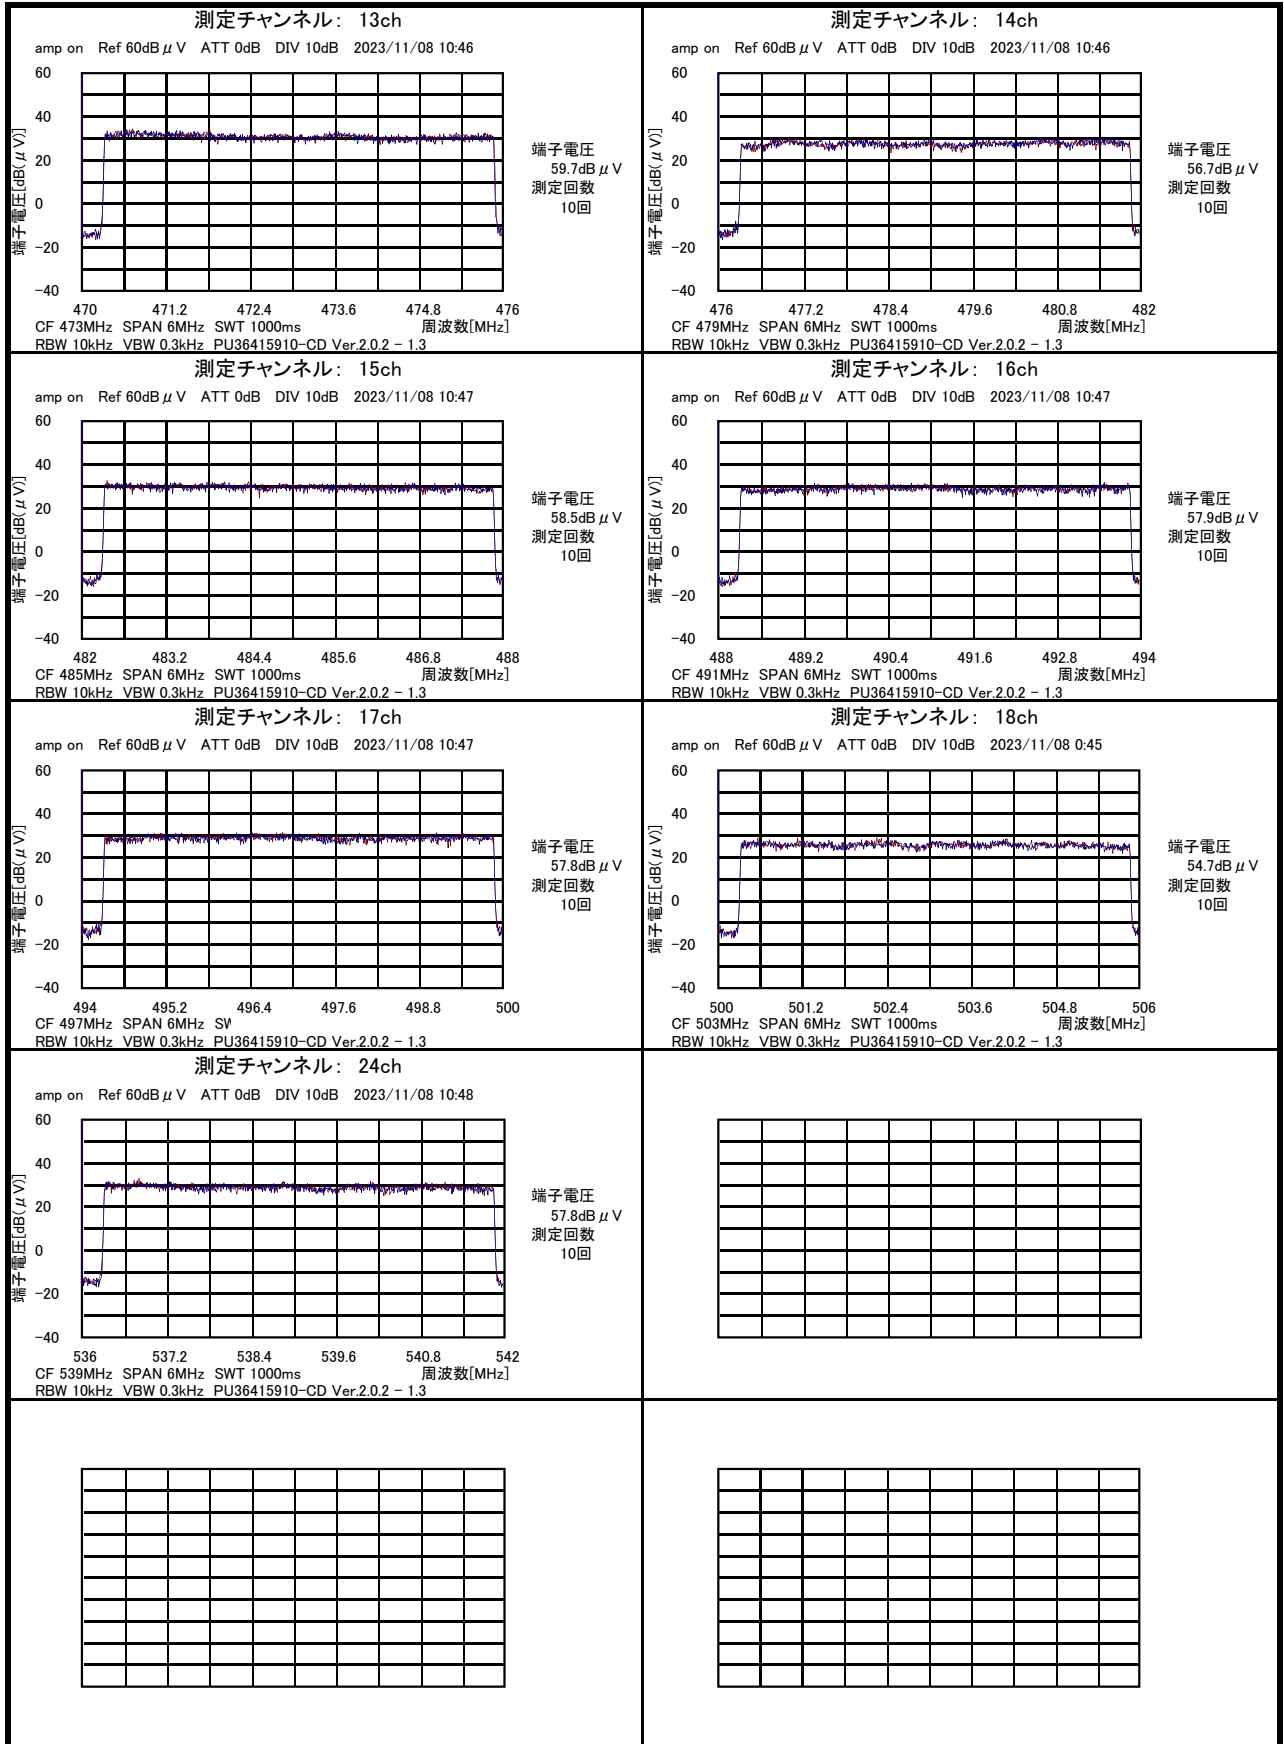 測定チャンネル： 13ch
amp on Ref 60dBμV ATT 0dB DIV 10dB 2023/11/08 10:46
端子電圧[dB(μV)]
60
40
20
0
-20
-40
470 471.2 472.4 473.6 474.8 476
CF 473MHz SPAN 6MHz SWT 1000ms 周波数[MHz]
RBW 10kHz VBW 0.3kHz PU36415910-CD Ver.2.0.2 - 1.3
端子電圧
59.7dBμV
測定回数
10回
測定チャンネル： 14ch
amp on Ref 60dBμV ATT 0dB DIV 10dB 2023/11/08 10:46
端子電圧[dB(μV)]
60
40
20
0
-20
-40
476 477.2 478.4 479.6 480.8 482
CF 479MHz SPAN 6MHz SWT 1000ms 周波数[MHz]
RBW 10kHz VBW 0.3kHz PU36415910-CD Ver.2.0.2 - 1.3
端子電圧
56.7dBμV
測定回数
10回
測定チャンネル： 15ch
amp on Ref 60dBμV ATT 0dB DIV 10dB 2023/11/08 10:47
端子電圧[dB(μV)]
60
40
20
0
-20
-40
482 483.2 484.4 485.6 486.8 488
CF 485MHz SPAN 6MHz SWT 1000ms 周波数[MHz]
RBW 10kHz VBW 0.3kHz PU36415910-CD Ver.2.0.2 - 1.3
端子電圧
58.5dBμV
測定回数
10回
測定チャンネル： 16ch
amp on Ref 60dBμV ATT 0dB DIV 10dB 2023/11/08 10:47
端子電圧[dB(μV)]
60
40
20
0
-20
-40
488 489.2 490.4 491.6 492.8 494
CF 491MHz SPAN 6MHz SWT 1000ms 周波数[MHz]
RBW 10kHz VBW 0.3kHz PU36415910-CD Ver.2.0.2 - 1.3
端子電圧
57.9dBμV
測定回数
10回
測定チャンネル： 17ch
amp on Ref 60dBμV ATT 0dB DIV 10dB 2023/11/08 10:47
端子電圧[dB(μV)]
60
40
20
0
-20
-40
494 495.2 496.4 497.6 498.8 500
CF 497MHz SPAN 6MHz SW
RBW 10kHz VBW 0.3kHz PU36415910-CD Ver.2.0.2 - 1.3
端子電圧
57.8dBμV
測定回数
10回
測定チャンネル： 18ch
amp on Ref 60dBμV ATT 0dB DIV 10dB 2023/11/08 0:45
端子電圧[dB(μV)]
60
40
20
0
-20
-40
500 501.2 502.4 503.6 504.8 506
CF 503MHz SPAN 6MHz SWT 1000ms 周波数[MHz]
RBW 10kHz VBW 0.3kHz PU36415910-CD Ver.2.0.2 - 1.3
端子電圧
54.7dBμV
測定回数
10回
測定チャンネル： 24ch
amp on Ref 60dBμV ATT 0dB DIV 10dB 2023/11/08 10:48
端子電圧[dB(μV)]
60
40
20
0
-20
-40
536 537.2 538.4 539.6 540.8 542
CF 539MHz SPAN 6MHz SWT 1000ms 周波数[MHz]
RBW 10kHz VBW 0.3kHz PU36415910-CD Ver.2.0.2 - 1.3
端子電圧
57.8dBμV
測定回数
10回